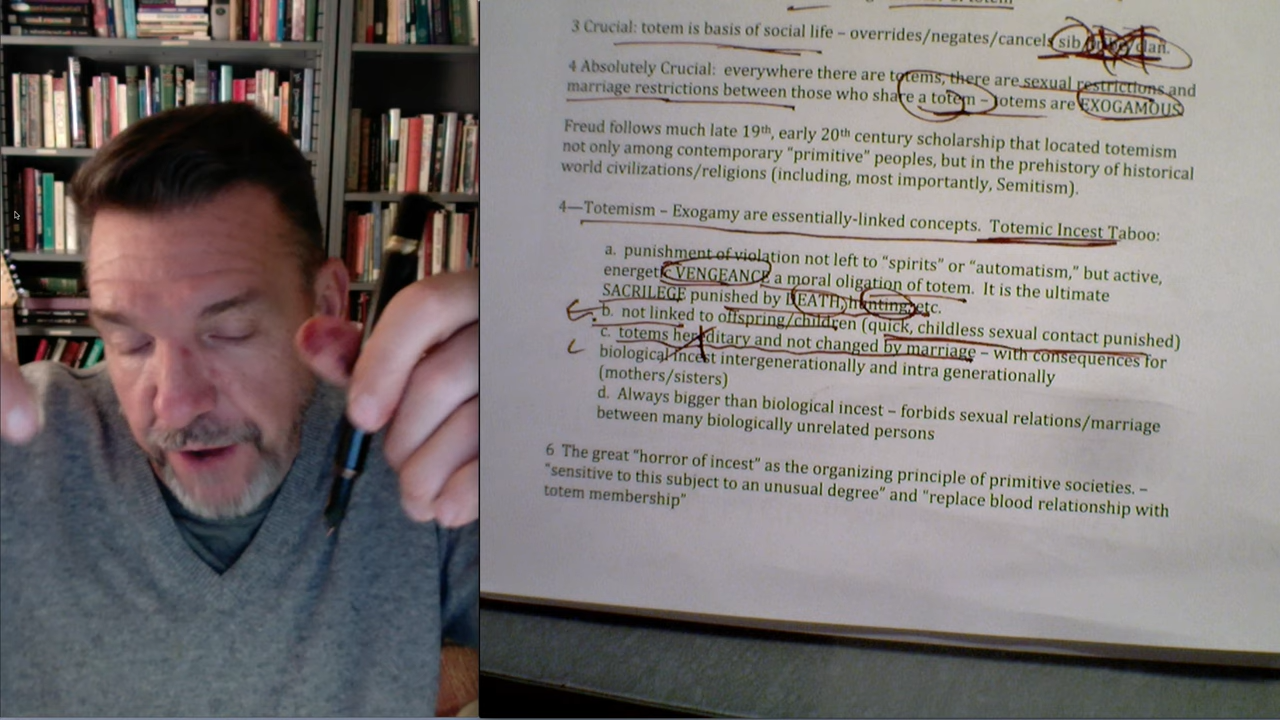 3 Crucial: totem is basis of social life – overrides/negates/cancels sib clan.
4 Absolutely Crucial: everywhere there are totems, there are sexual restrictions and
marriage restrictions between those who share a totem – totems are EXOGAMOUS
Freud follows much late 19th, early 20th century scholarship that located totemism
not only among contemporary “primitive” peoples, but in the prehistory of historical
world civilizations/religions (including, most importantly, Semitism).
4—Totemism – Exogamy are essentially-linked concepts. Totemic Incest Taboo:
a. punishment of violation not left to “spirits” or “automatism,” but active,
energetic VENGEANCE a moral oligation of totem. It is the ultimate
SACRILEGE punished by DEATH, hunting, etc.
b. not linked to offspring/children (quick, childless sexual contact punished)
c. totems hereditary and not changed by marriage – with consequences for
biological incest intergenerationally and intra generationally
(mothers/sisters)
d. Always bigger than biological incest – forbids sexual relations/marriage
between many biologically unrelated persons
6 The great “horror of incest” as the organizing principle of primitive societies. –
“sensitive to this subject to an unusual degree” and “replace blood relationship with
totem membership”